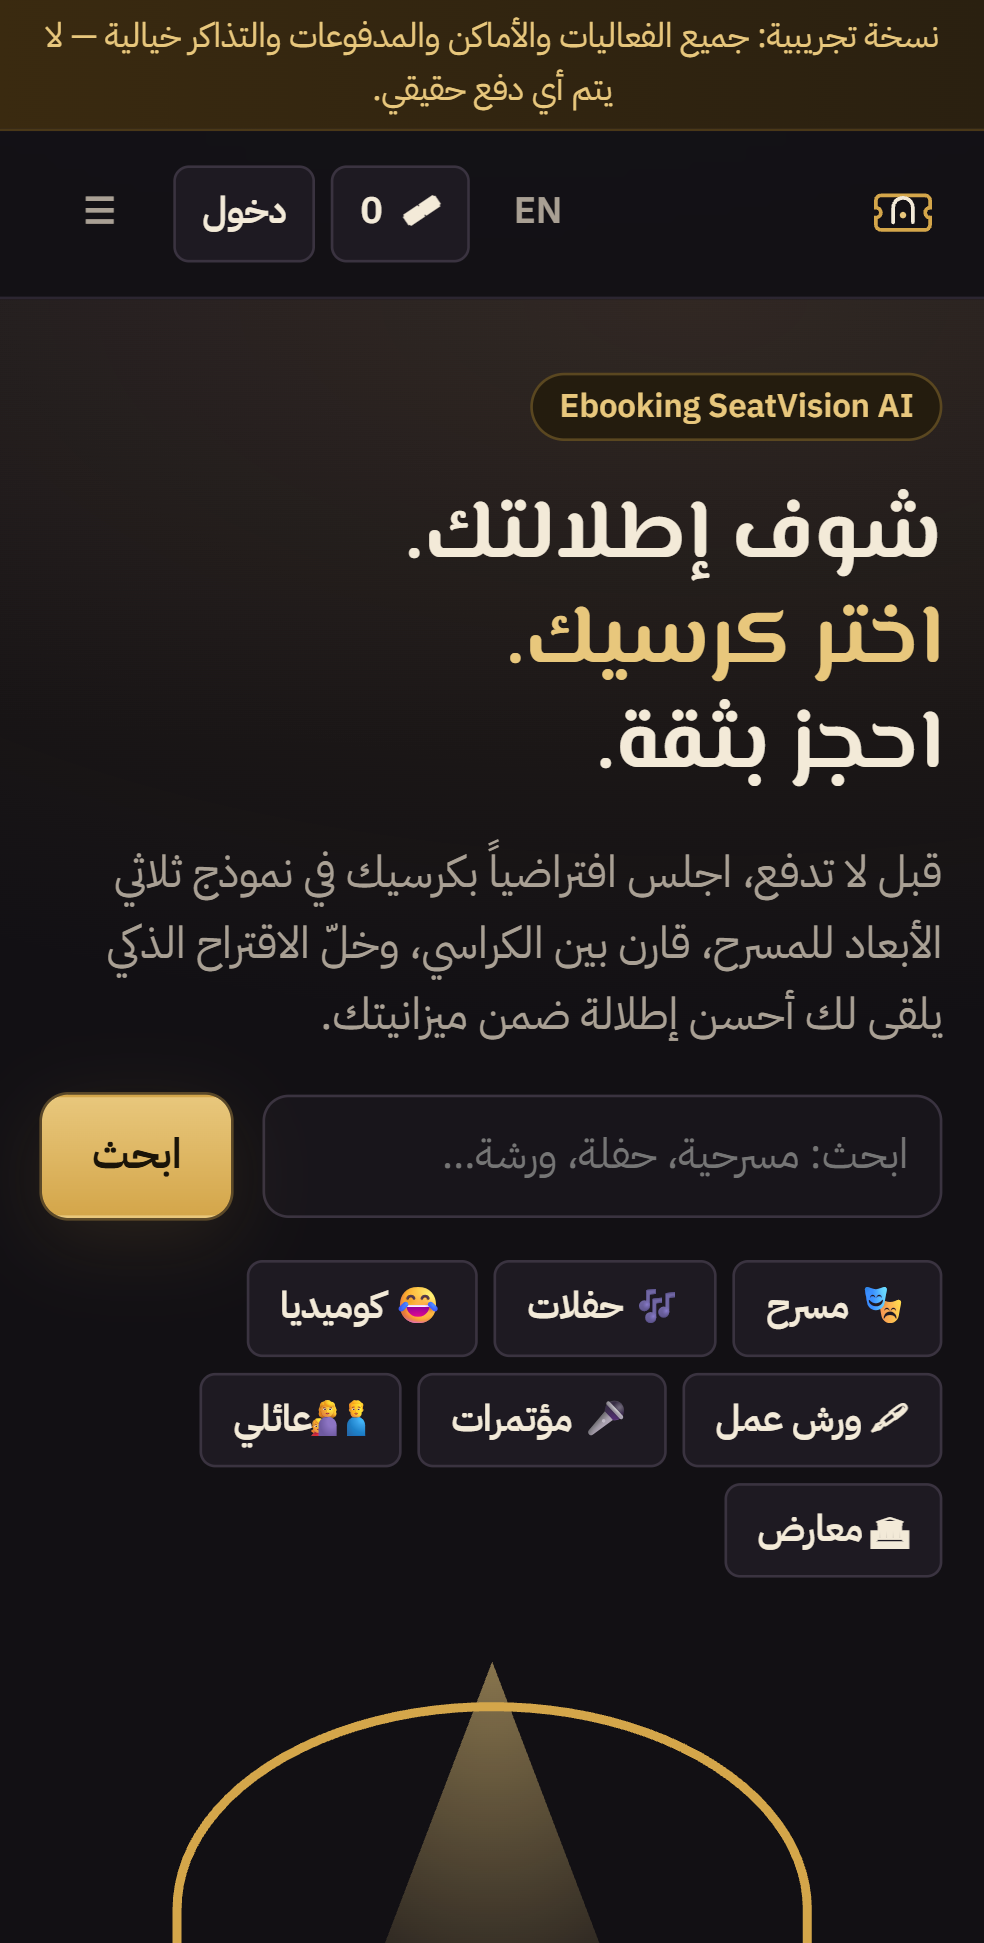 نسخة تجريبية: جميع الفعاليات والأماكن والمدفوعات والتذاكر خيالية — لا
يتم أي دفع حقيقي.
EN
0
دخول
Ebooking SeatVision AI
شوف إطلالتك.
اختر كرسيك.
احجز بثقة.
قبل لا تدفع، اجلس افتراضياً بكرسيك في نموذج ثلاثي
الأبعاد للمسرح، قارن بين الكراسي، وخلّ الاقتراح الذكي
يلقى لك أحسن إطلالة ضمن ميزانيتك.
ابحث: مسرحية، حفلة، ورشة...
ابحث
مسرح
حفلات
كوميديا
ورش عمل
مؤتمرات
عائلي
معارض